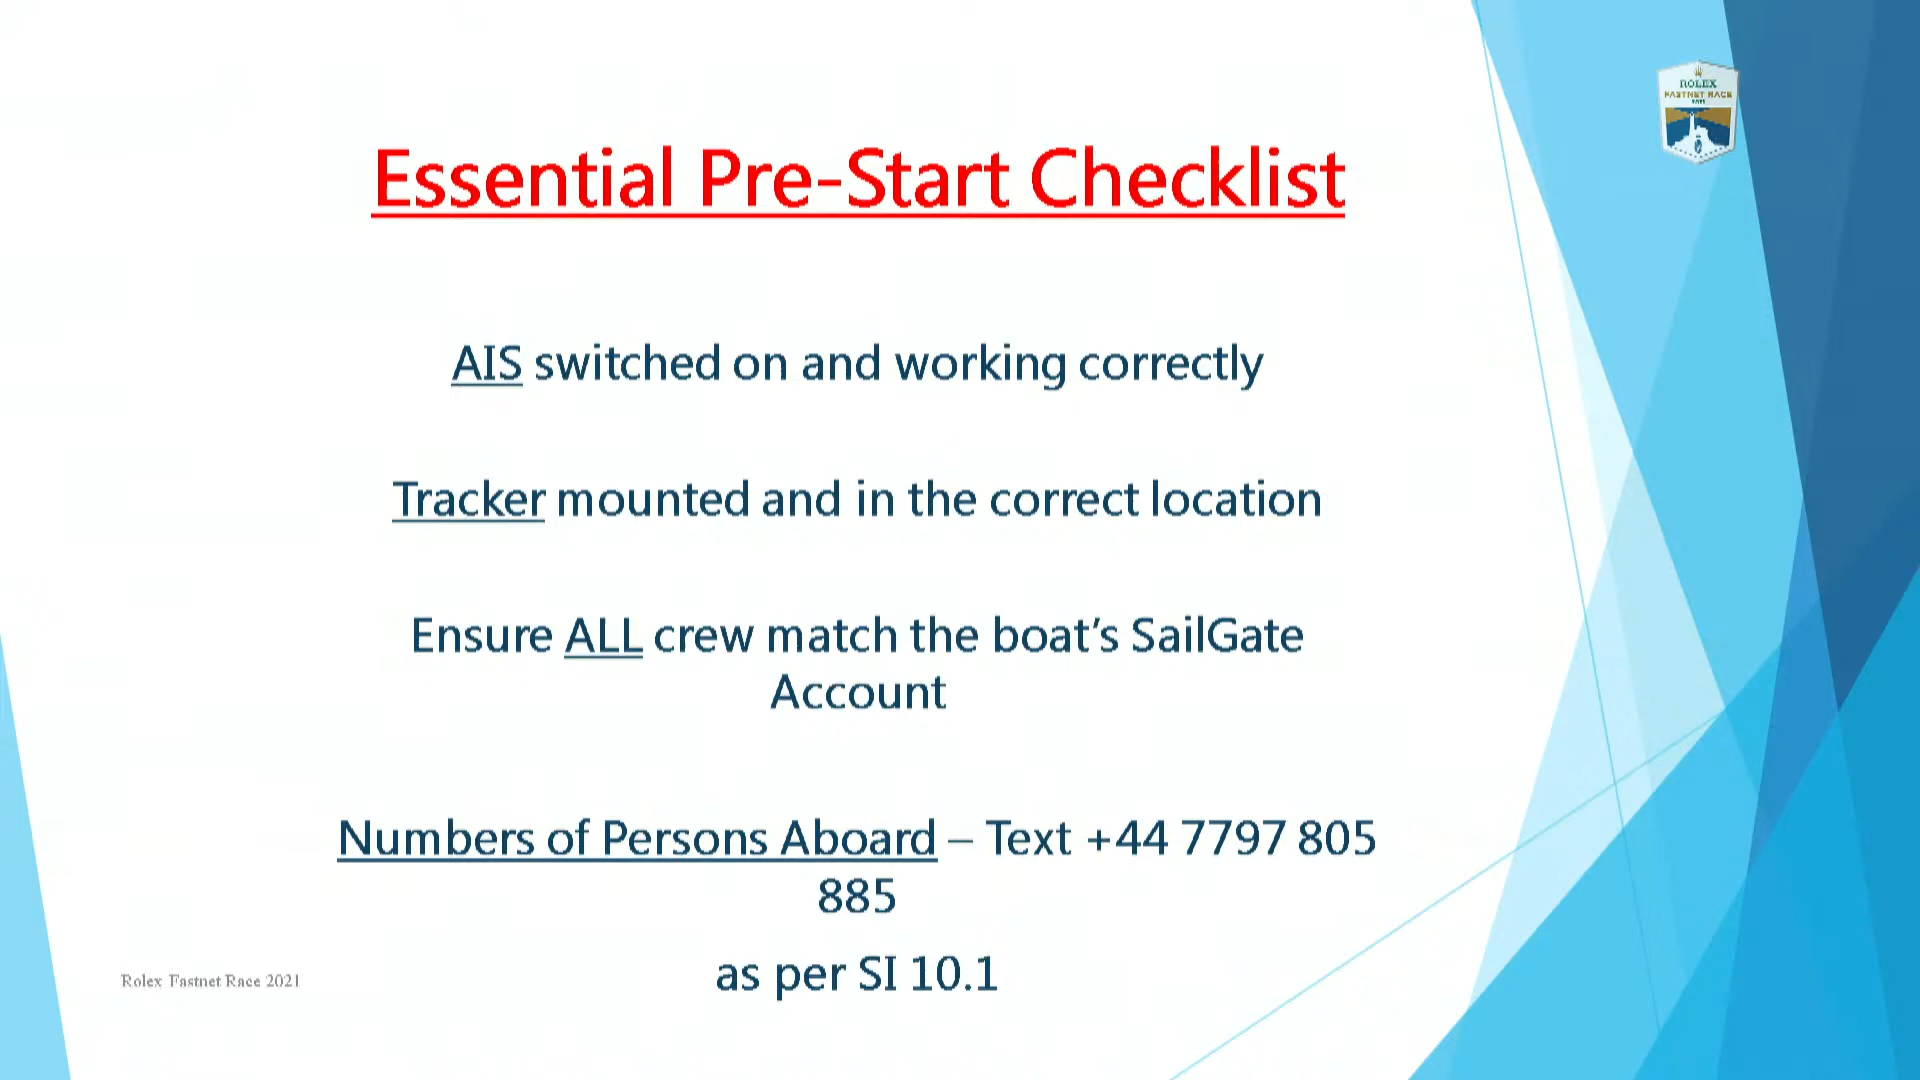 ROLEX
FASTNET RACE
Essential Pre-Start Checklist
AIS switched on and working correctly
Tracker mounted and in the correct location
Ensure ALL crew match the boat’s SailGate
Account
Numbers of Persons Aboard – Text +44 7797 805
885
as per SI 10.1
Rolex Fastnet Race 2021